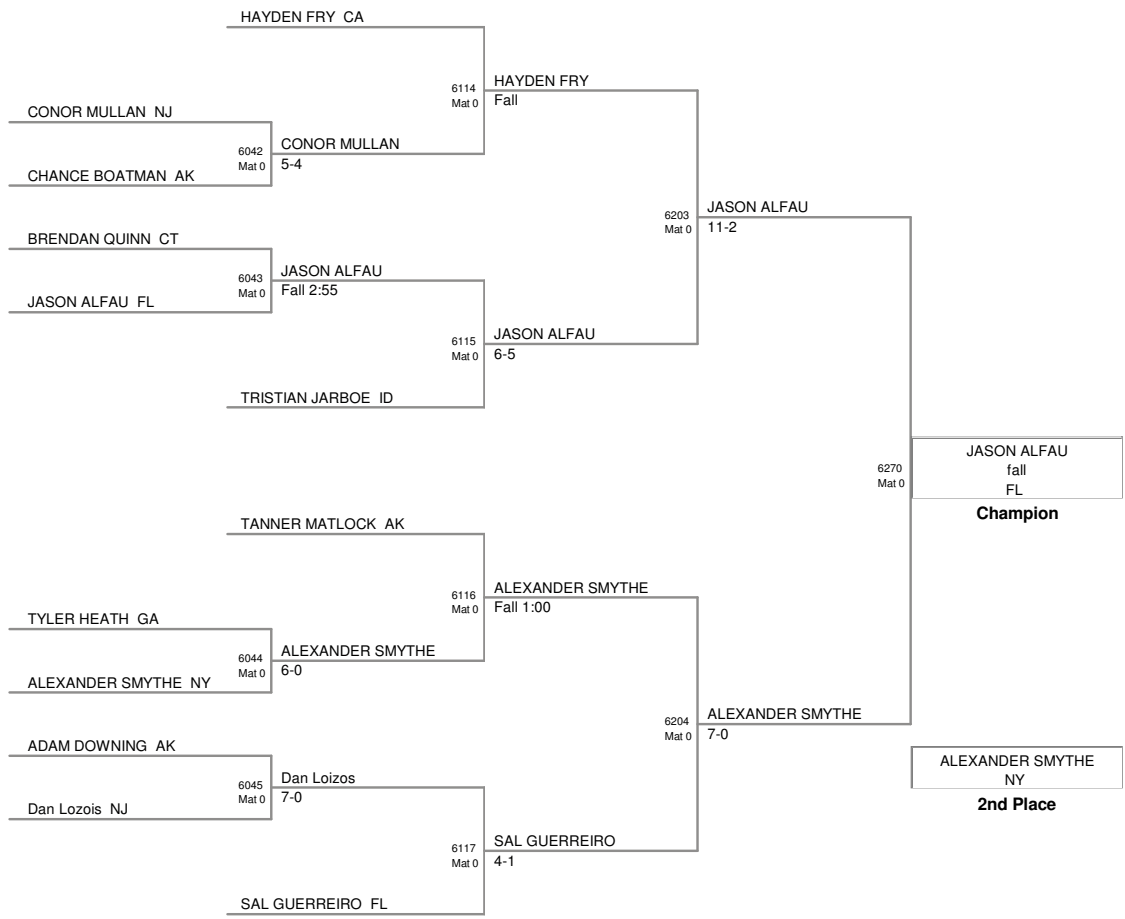 HAYDEN FRY CA
6114
Mat 0
HAYDEN FRY
Fall
CONOR MULLAN NJ
6042
Mat 0
CONOR MULLAN
5-4
CHANCE BOATMAN AK
6203
Mat 0
JASON ALFAU
11-2
BRENDAN QUINN CT
6043
Mat 0
JASON ALFAU
Fall 2:55
JASON ALFAU FL
6115
Mat 0
JASON ALFAU
6-5
TRISTIAN JARBOE ID
6270
Mat 0
JASON ALFAU
fall
FL
Champion
TANNER MATLOCK AK
6116
Mat 0
ALEXANDER SMYTHE
Fall 1:00
TYLER HEATH GA
6044
Mat 0
ALEXANDER SMYTHE
6-0
ALEXANDER SMYTHE NY
6204
Mat 0
ALEXANDER SMYTHE
7-0
ADAM DOWNING AK
6045
Mat 0
Dan Loizos
7-0
Dan Lozois NJ
ALEXANDER SMYTHE
NY
2nd Place
6117
Mat 0
SAL GUERREIRO
4-1
SAL GUERREIRO FL